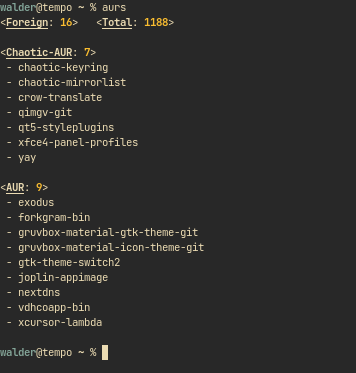 walder@tempo ~ % aurs
<Foreign: 16>   <Total: 1188>
<Chaotic-AUR: 7>
- chaotic-keyring
- chaotic-mirrorlist
- crow-translate
- qimgv-git
- qt5-styleplugins
- xfce4-panel-profiles
- yay
<AUR: 9>
- exodus
- forkgram-bin
- gruvbox-material-gtk-theme-git
- gruvbox-material-icon-theme-git
- gtk-theme-switch2
- joplin-appimage
- nextdns
- vdhcoapp-bin
- xcursor-lambda
walder@tempo ~ %